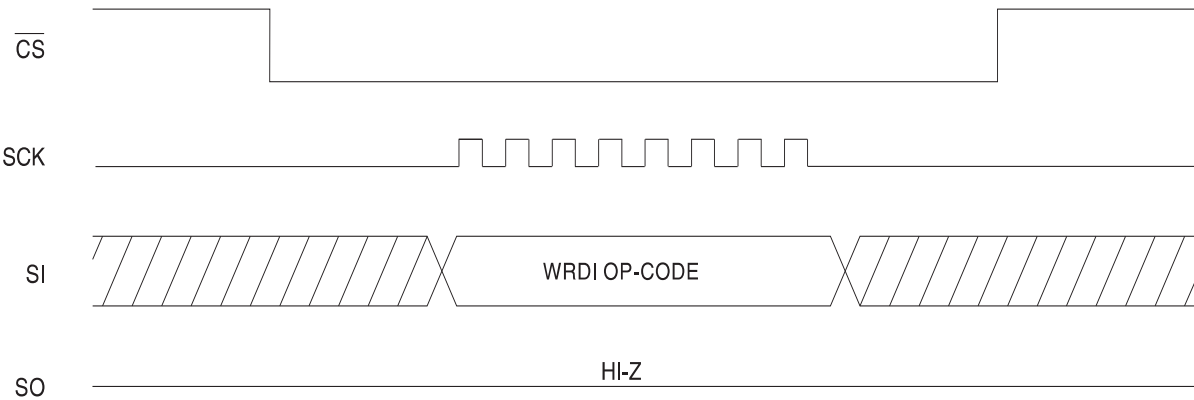 CS
SCK
SI
WRDI OP-CODE
HI-Z
SO